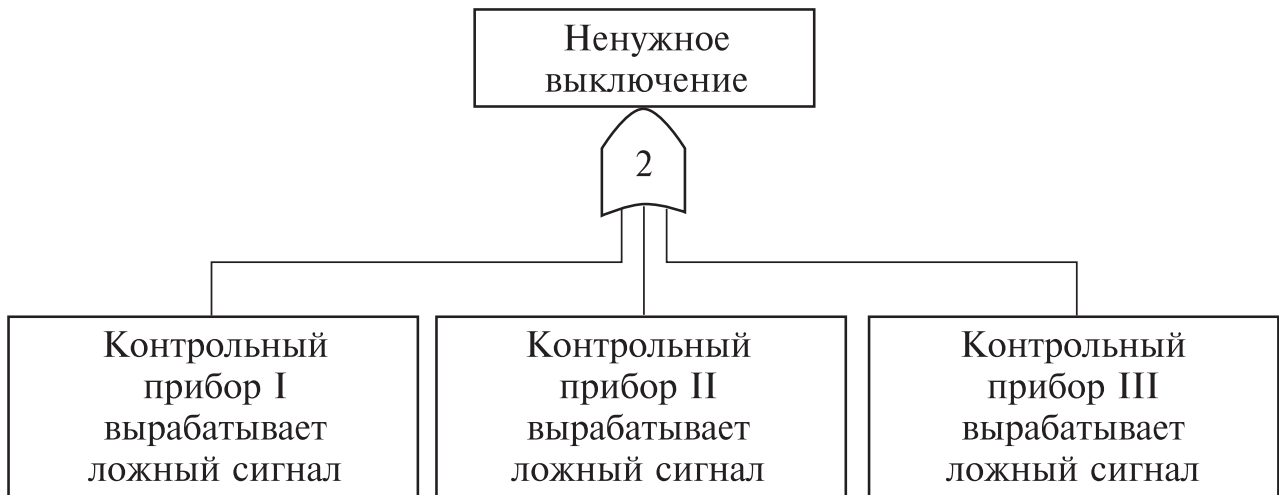 Ненужное
выключение
2
Контрольный
прибор I
вырабатывает
ложный сигнал
Контрольный
прибор II
вырабатывает
ложный сигнал
Контрольный
прибор III
вырабатывает
ложный сигнал